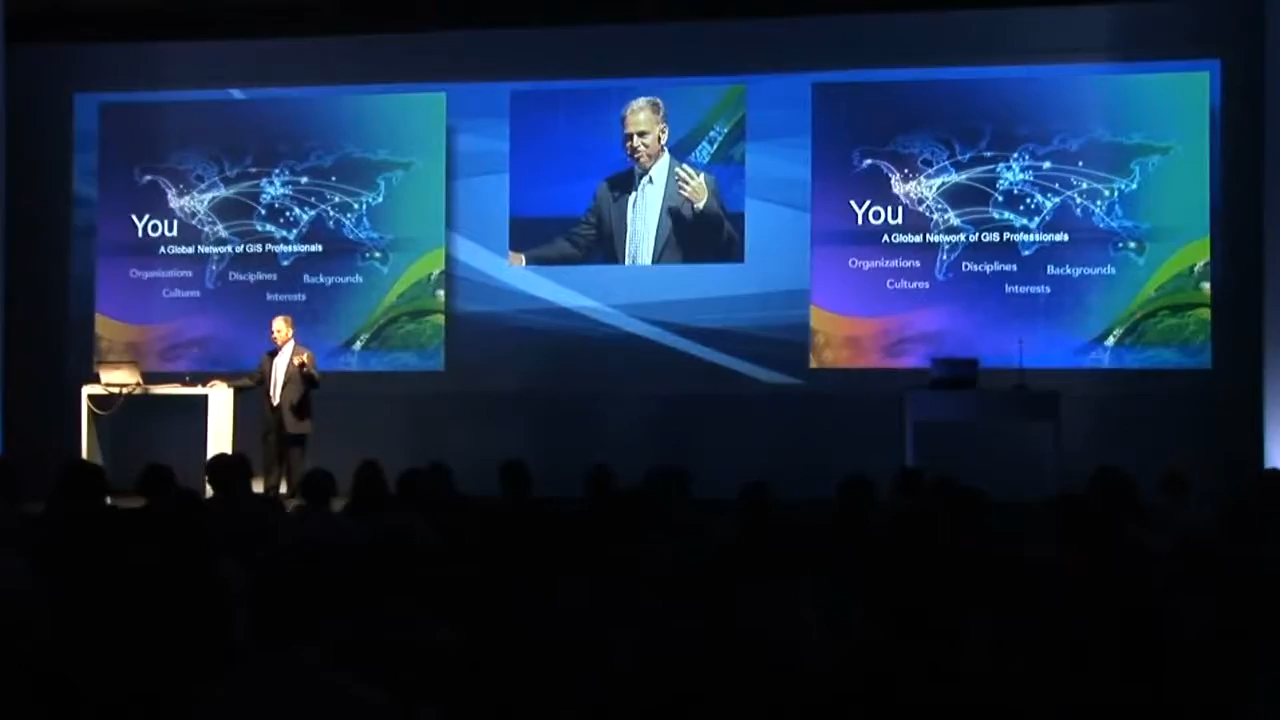 You
A Global Network of GIS Professionals
Organizations Disciplines Backgrounds
Cultures Interests
You
A Global Network of GIS Professionals
Organizations Disciplines Backgrounds
Cultures Interests